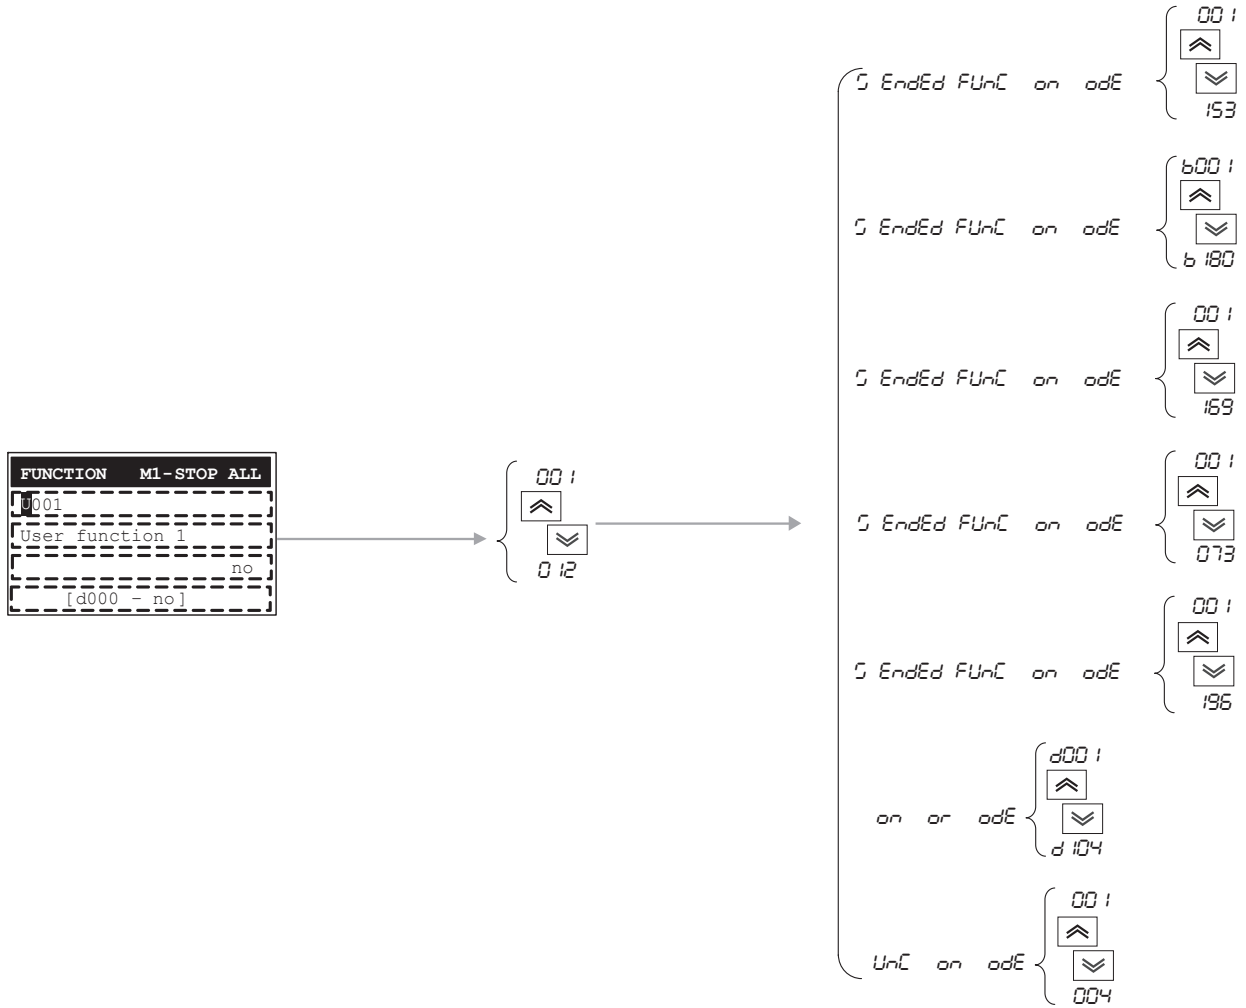 FUNCTION M1-STOP ALL
U001
User function 1
no
[d000 - no]
001
012
EndEd FUnC on odE
001
153
EndEd FUnC on odE
b001
b180
EndEd FUnC on odE
001
169
EndEd FUnC on odE
001
073
EndEd FUnC on odE
001
196
on or odE
d001
d104
UnC on odE
001
004